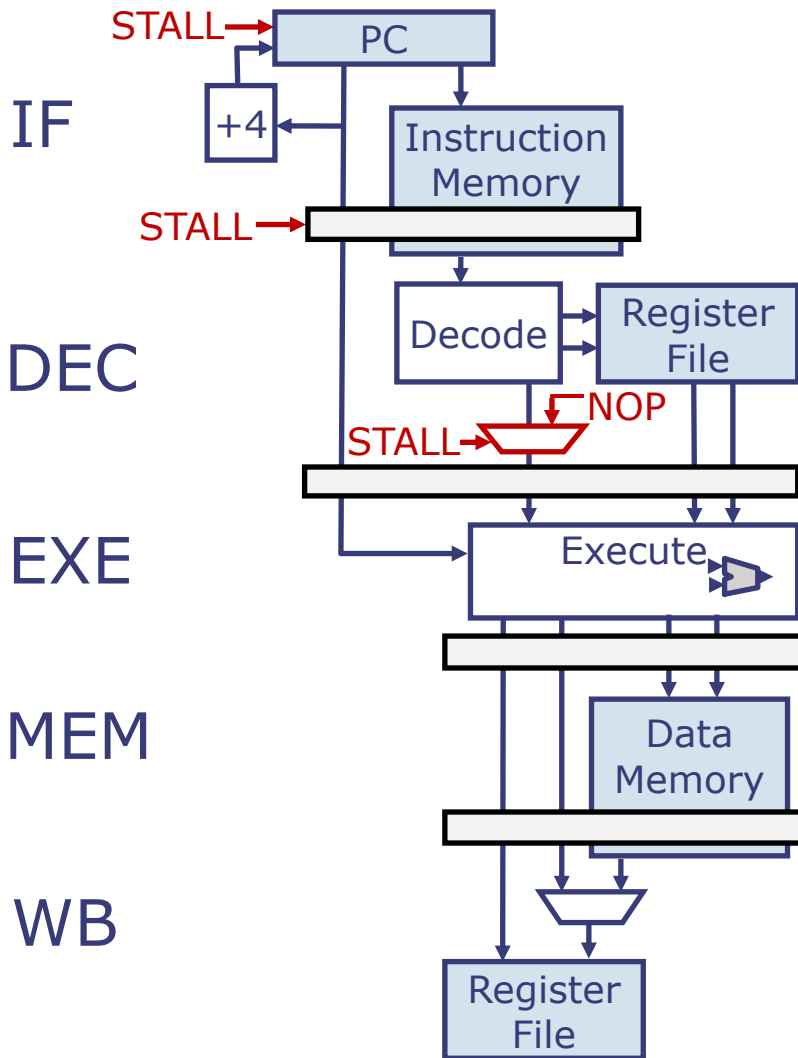 STALL
PC
IF
+4
Instruction
Memory
STALL
DEC
Decode
Register
File
NOP
STALL
EXE
Execute
MEM
Data
Memory
WB
Register
File